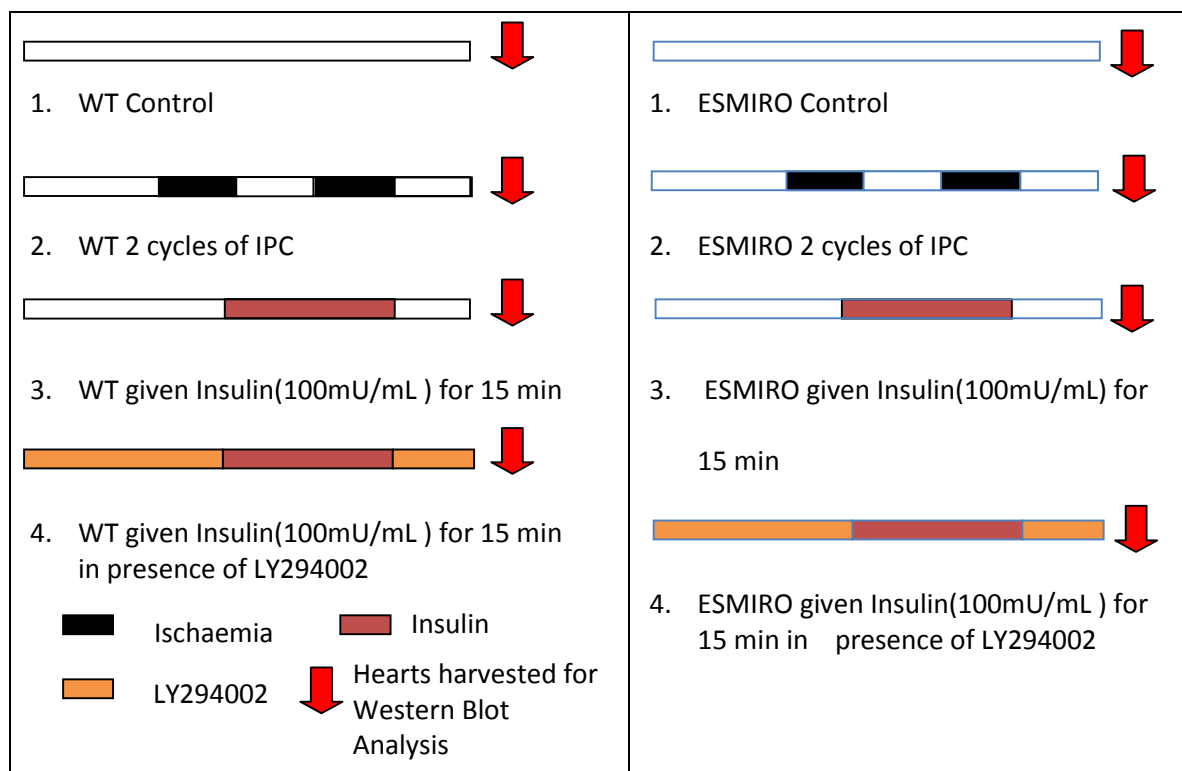 1. WT Control
2. WT 2 cycles of IPC
3. WT given Insulin(100mU/mL ) for 15 min
4. WT given Insulin(100mU/mL ) for 15 min
in presence of LY294002
Ischaemia
Insulin
LY294002
Hearts harvested for
Western Blot
Analysis
1. ESMIRO Control
2. ESMIRO 2 cycles of IPC
3. ESMIRO given Insulin(100mU/mL) for
15 min
4. ESMIRO given Insulin(100mU/mL ) for
15 min in presence of LY294002